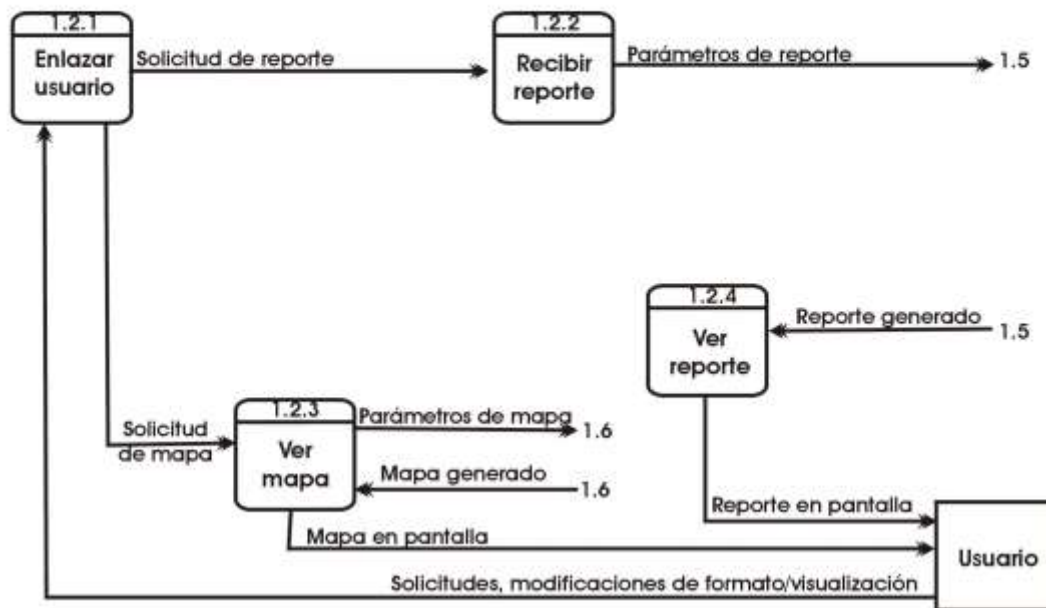 1.2.1
Enlazar
usuario
Solicitud de reporte
1.2.2
Recibir
reporte
Parámetros de reporte
1.5
1.2.4
Ver
reporte
Reporte generado
1.5
Solicitud
de mapa
1.2.3
Ver
mapa
Parámetros de mapa
1.6
Mapa generado
1.6
Reporte en pantalla
Mapa en pantalla
Usuario
Solicitudes, modificaciones de formato/visualización